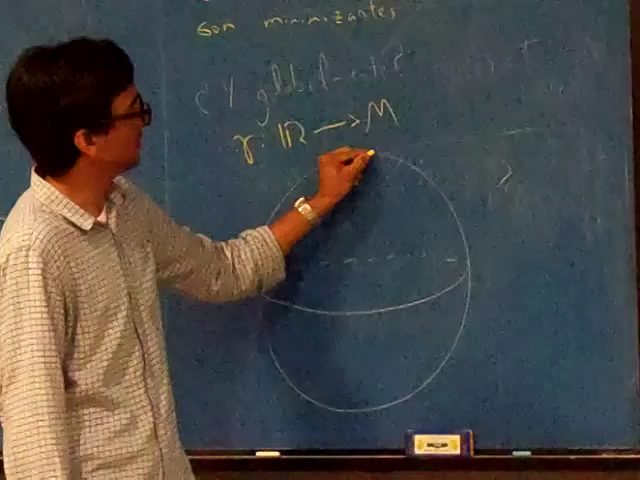 son minimizantes
¿Y globalmente?
γ: ℝ → M